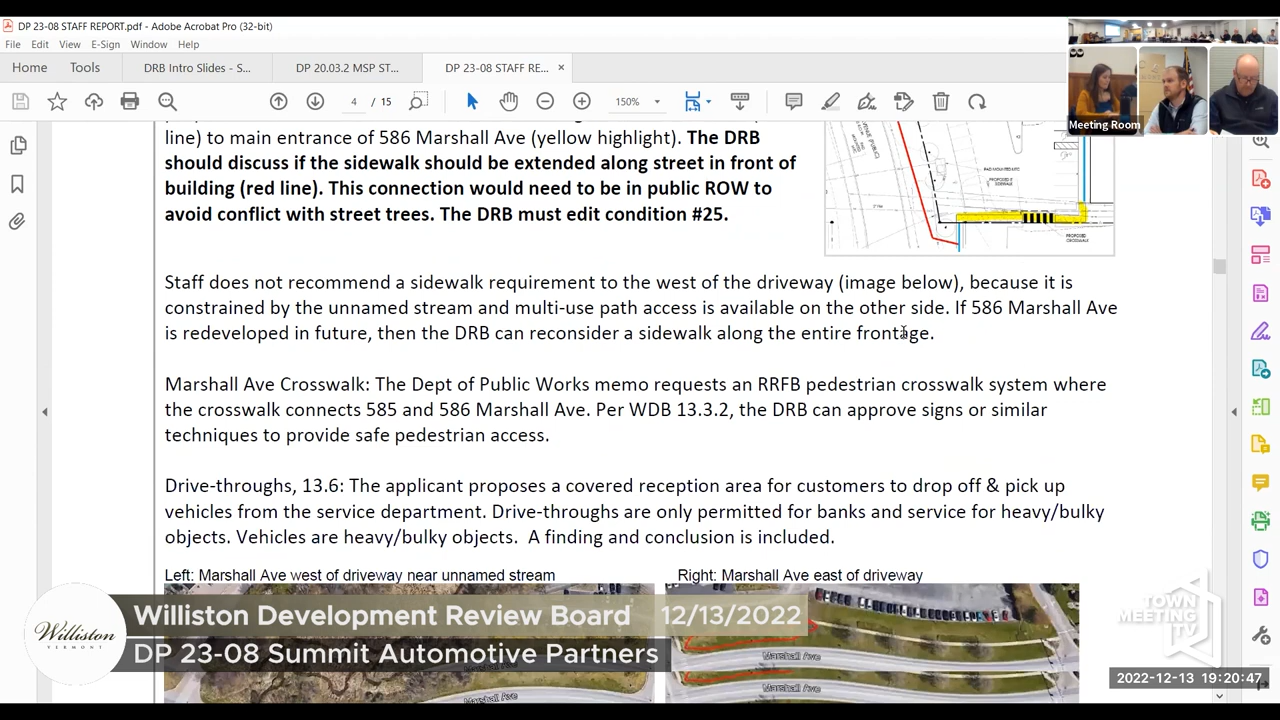 DP 23-08 STAFF REPORT.pdf - Adobe Acrobat Pro (32-bit)
File Edit View E-Sign Window Help
Home Tools DRB Intro Slides - S... DP 20.03.2 MSP ST... DP 23-08 STAFF RE... ×
4 / 15 150%
line) to main entrance of 585 Marshall Ave (yellow highlight). The DRB
should discuss if the sidewalk should be extended along street in front of
building (red line). This connection would need to be in public ROW to
avoid conflict with street trees. The DRB must edit condition #25.
PROPOSED
CROSSWALK
Staff does not recommend a sidewalk requirement to the west of the driveway (image below), because it is
constrained by the unnamed stream and multi-use path access is available on the other side. If 586 Marshall Ave
is redeveloped in future, then the DRB can reconsider a sidewalk along the entire frontage.
Marshall Ave Crosswalk: The Dept of Public Works memo requests an RRFB pedestrian crosswalk system where
the crosswalk connects 585 and 586 Marshall Ave. Per WDB 13.3.2, the DRB can approve signs or similar
techniques to provide safe pedestrian access.
Drive-throughs, 13.6: The applicant proposes a covered reception area for customers to drop off & pick up
vehicles from the service department. Drive-throughs are only permitted for banks and service for heavy/bulky
objects. Vehicles are heavy/bulky objects. A finding and conclusion is included.
Left: Marshall Ave west of driveway near unnamed stream Right: Marshall Ave east of driveway
Marshall Ave
Marshall Ave
Marshall Ave
Meeting Room
Williston
VERMONT
Williston Development Review Board 12/13/2022
DP 23-08 Summit Automotive Partners
TOWN
MEETING
TV
2022-12-13 19:20:47